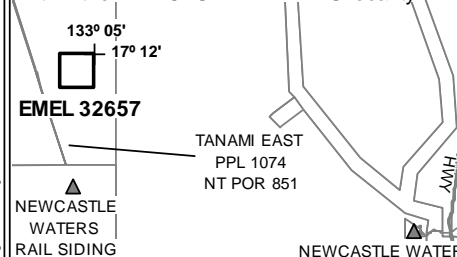 133º 05'
17º 12'
EMEL 32657
TANAMI EAST
PPL 1074
NT POR 851
HWY
NEWCASTLE
WATERS
RAIL SIDING
NEWCASTLE WATER